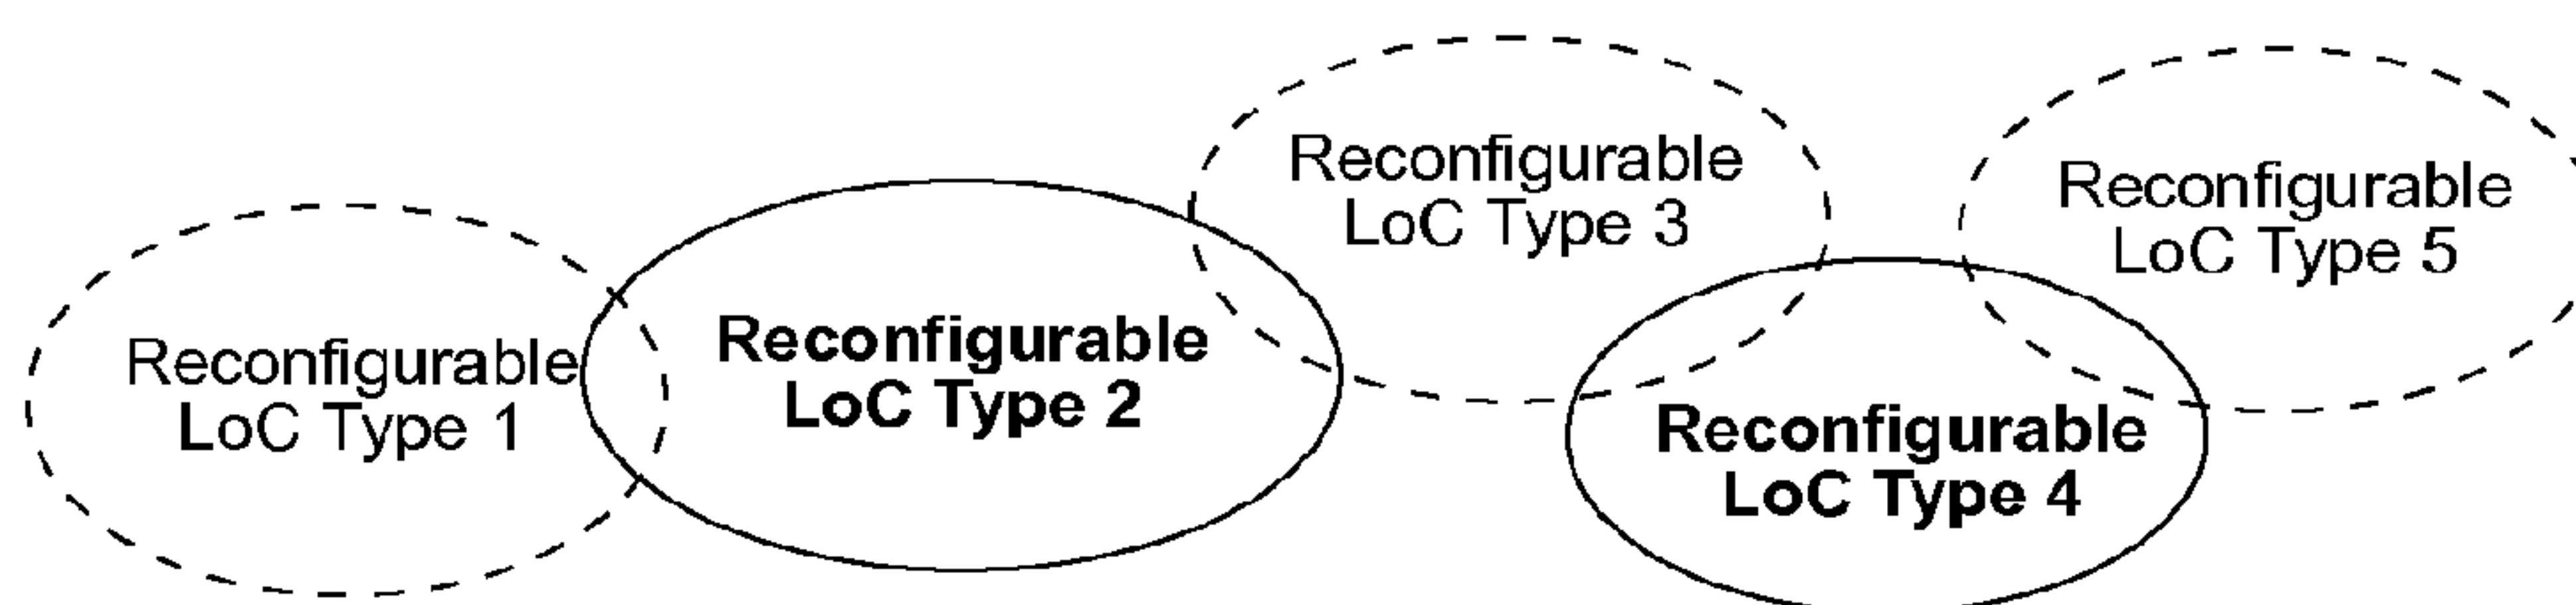 Reconfigurable
LoC Type 1
Reconfigurable
LoC Type 2
Reconfigurable
LoC Type 3
Reconfigurable
LoC Type 4
Reconfigurable
LoC Type 5